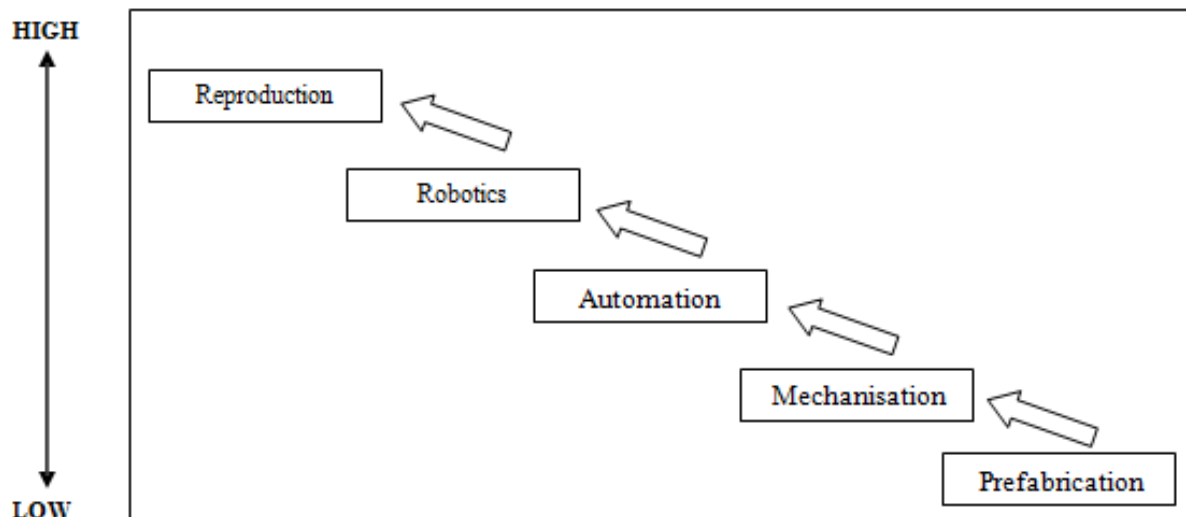 HIGH
Reproduction
Robotics
Automation
Mechanisation
Prefabrication
LOW